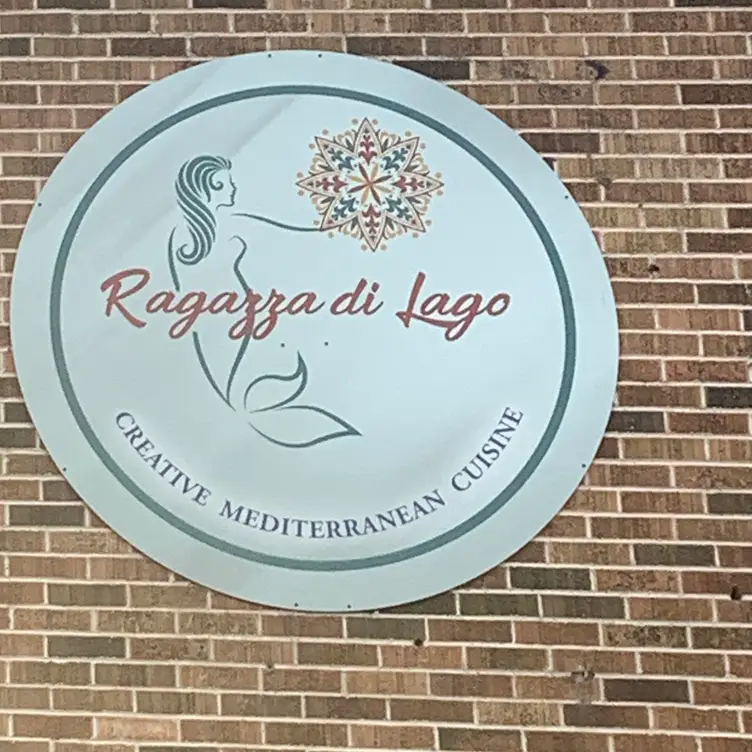 Ragazza di Lago
CREATIVE MEDITERRANEAN CUISINE